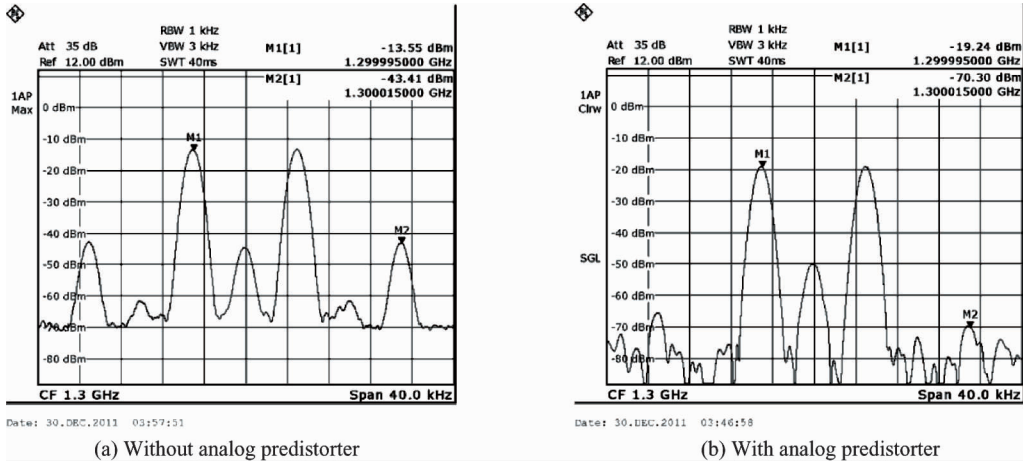 RBW 1 kHz
Att 35 dB VBW 3 kHz M1[1] -13.55 dBm
Ref 12.00 dBm SWT 40ms 1.299995000 GHz
M2[1] -43.41 dBm
1.300015000 GHz
1AP
Max
0 dBm
-10 dBm
M1
-20 dBm
-30 dBm
-40 dBm
M2
-50 dBm
-60 dBm
-70 dBm
-80 dBm
CF 1.3 GHz Span 40.0 kHz
Date: 30.DEC.2011 03:57:51
(a) Without analog predistorter
RBW 1 kHz
Att 35 dB VBW 3 kHz M1[1] -19.24 dBm
Ref 12.00 dBm SWT 40ms 1.299995000 GHz
M2[1] -70.30 dBm
1.300015000 GHz
1AP
Clrw
0 dBm
-10 dBm
M1
-20 dBm
-30 dBm
-40 dBm
SGL
-50 dBm
-60 dBm
M2
-70 dBm
-80 dBm
CF 1.3 GHz Span 40.0 kHz
Date: 30.DEC.2011 03:46:58
(b) With analog predistorter